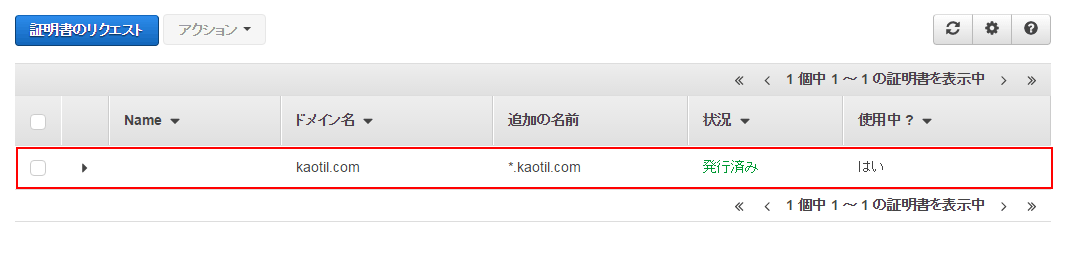 証明書のリクエスト アクション
1 個中 1 ～ 1 の証明書を表示中
Name ドメイン名 追加の名前 状況 使用中 ?
kaotil.com *.kaotil.com 発行済み はい
1 個中 1 ～ 1 の証明書を表示中